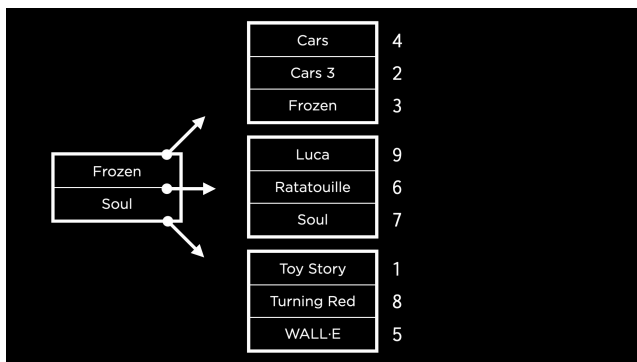 Frozen
Soul
Cars 4
Cars 3 2
Frozen 3
Luca 9
Ratatouille 6
Soul 7
Toy Story 1
Turning Red 8
WALL·E 5